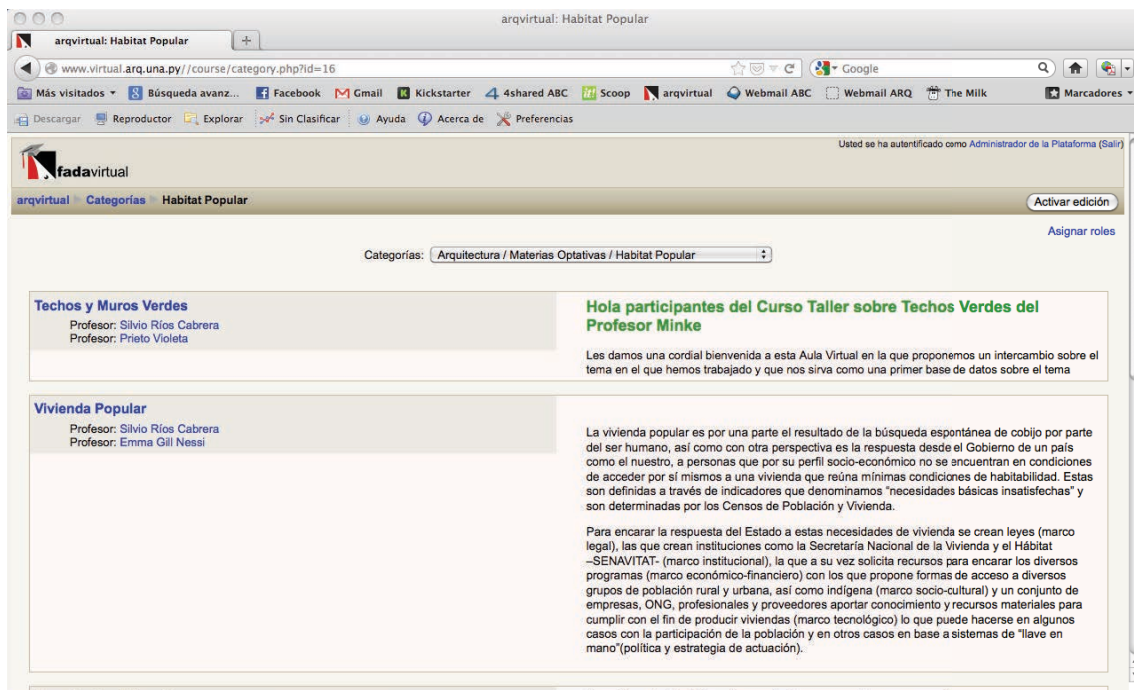 arqvirtual: Habitat Popular
arqvirtual: Habitat Popular
www.virtual.arq.una.py//course/category.php?id=16
Google
Más visitados
Búsqueda avanz...
Facebook
Gmail
Kickstarter
4shared ABC
Scoop
arqvirtual
Webmail ABC
Webmail ARQ
The Milk
Marcadores
Descargar
Reproductor
Explorar
Sin Clasificar
Ayuda
Acerca de
Preferencias
Usted se ha autentificado como Administrador de la Plataforma (Salir)
fadavirtual
arqvirtual Categorías Habitat Popular
Activar edición
Asignar roles
Categorías: Arquitectura / Materias Optativas / Habitat Popular
Techos y Muros Verdes
Profesor: Silvio Ríos Cabrera
Profesor: Prieto Violeta
Hola participantes del Curso Taller sobre Techos Verdes del
Profesor Minke
Les damos una cordial bienvenida a esta Aula Virtual en la que proponemos un intercambio sobre el
tema en el que hemos trabajado y que nos sirva como una primer base de datos sobre el tema
Vivienda Popular
Profesor: Silvio Ríos Cabrera
Profesor: Emma Gill Nessi
La vivienda popular es por una parte el resultado de la búsqueda espontánea de cobijo por parte
del ser humano, así como con otra perspectiva es la respuesta desde el Gobierno de un país
como el nuestro, a personas que por su perfil socio-económico no se encuentran en condiciones
de acceder por sí mismos a una vivienda que reúna mínimas condiciones de habitabilidad. Estas
son definidas a través de indicadores que denominamos "necesidades básicas insatisfechas" y
son determinadas por los Censos de Población y Vivienda.
Para encarar la respuesta del Estado a estas necesidades de vivienda se crean leyes (marco
legal), las que crean instituciones como la Secretaría Nacional de la Vivienda y el Hábitat
–SENAVITAT- (marco institucional), la que a su vez solicita recursos para encarar los diversos
programas (marco económico-financiero) con los que propone formas de acceso a diversos
grupos de población rural y urbana, así como indígena (marco socio-cultural) y un conjunto de
empresas, ONG, profesionales y proveedores aportar conocimiento y recursos materiales para
cumplir con el fin de producir viviendas (marco tecnológico) lo que puede hacerse en algunos
casos con la participación de la población y en otros casos en base a sistemas de "llave en
mano"(política y estrategia de actuación).